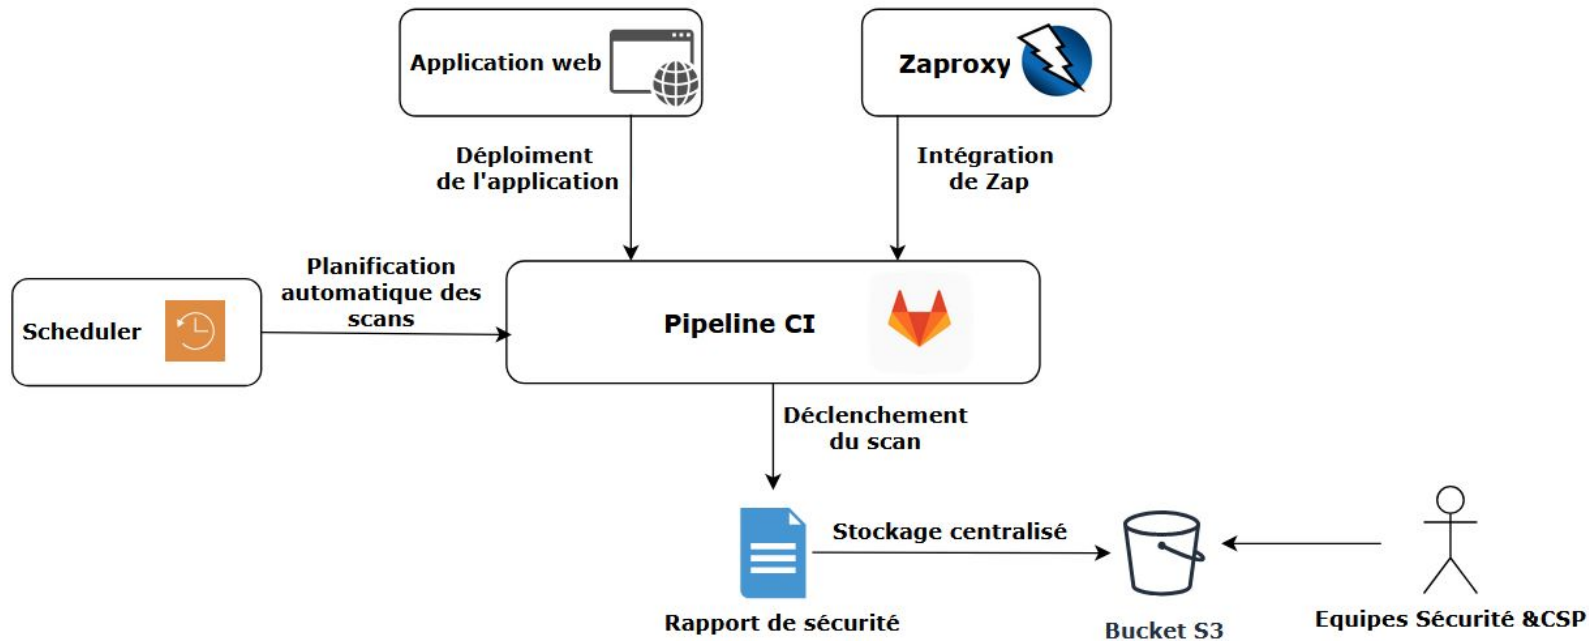 Application web
Zaproxy
Déploiment
de l'application
Intégration
de Zap
Planification
automatique des
scans
Scheduler
Pipeline CI
Déclenchement
du scan
Stockage centralisé
Rapport de sécurité
Bucket S3
Equipes Sécurité &CSP